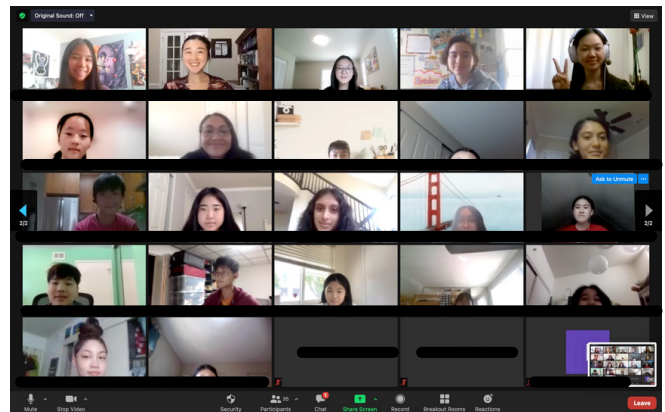 Original Sound: Off
View
Ask to Unmute
2/2
2/2
Mute
Stop Video
Security
Participants
35
Chat
1
Share Screen
Record
Breakout Rooms
Reactions
Leave